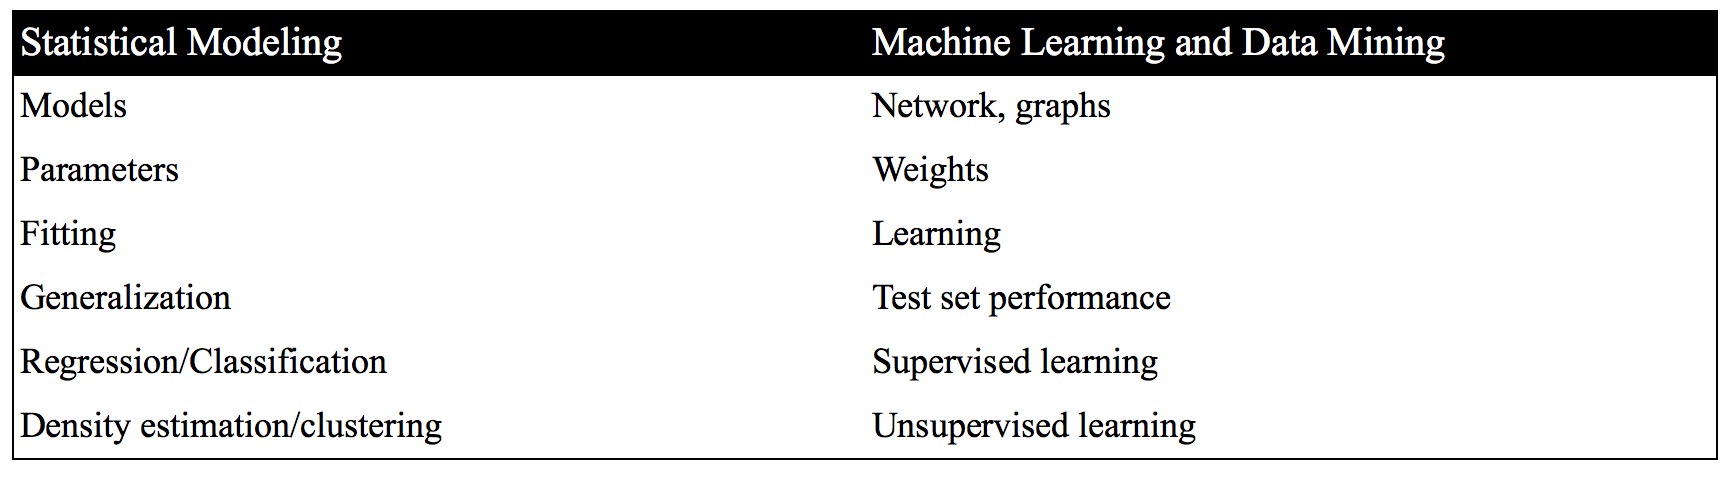 Statistical Modeling Machine Learning and Data Mining
Models Network, graphs
Parameters Weights
Fitting Learning
Generalization Test set performance
Regression/Classification Supervised learning
Density estimation/clustering Unsupervised learning